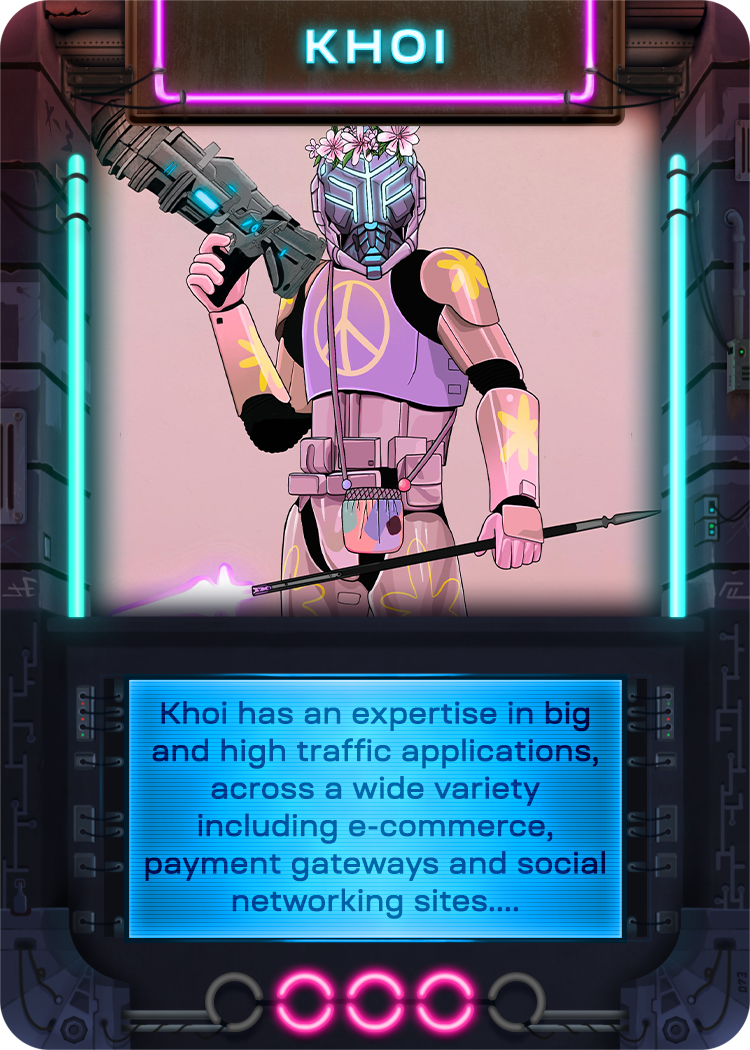 KHOI
Khoi has an expertise in big
and high traffic applications,
across a wide variety
including e-commerce,
payment gateways and social
networking sites....